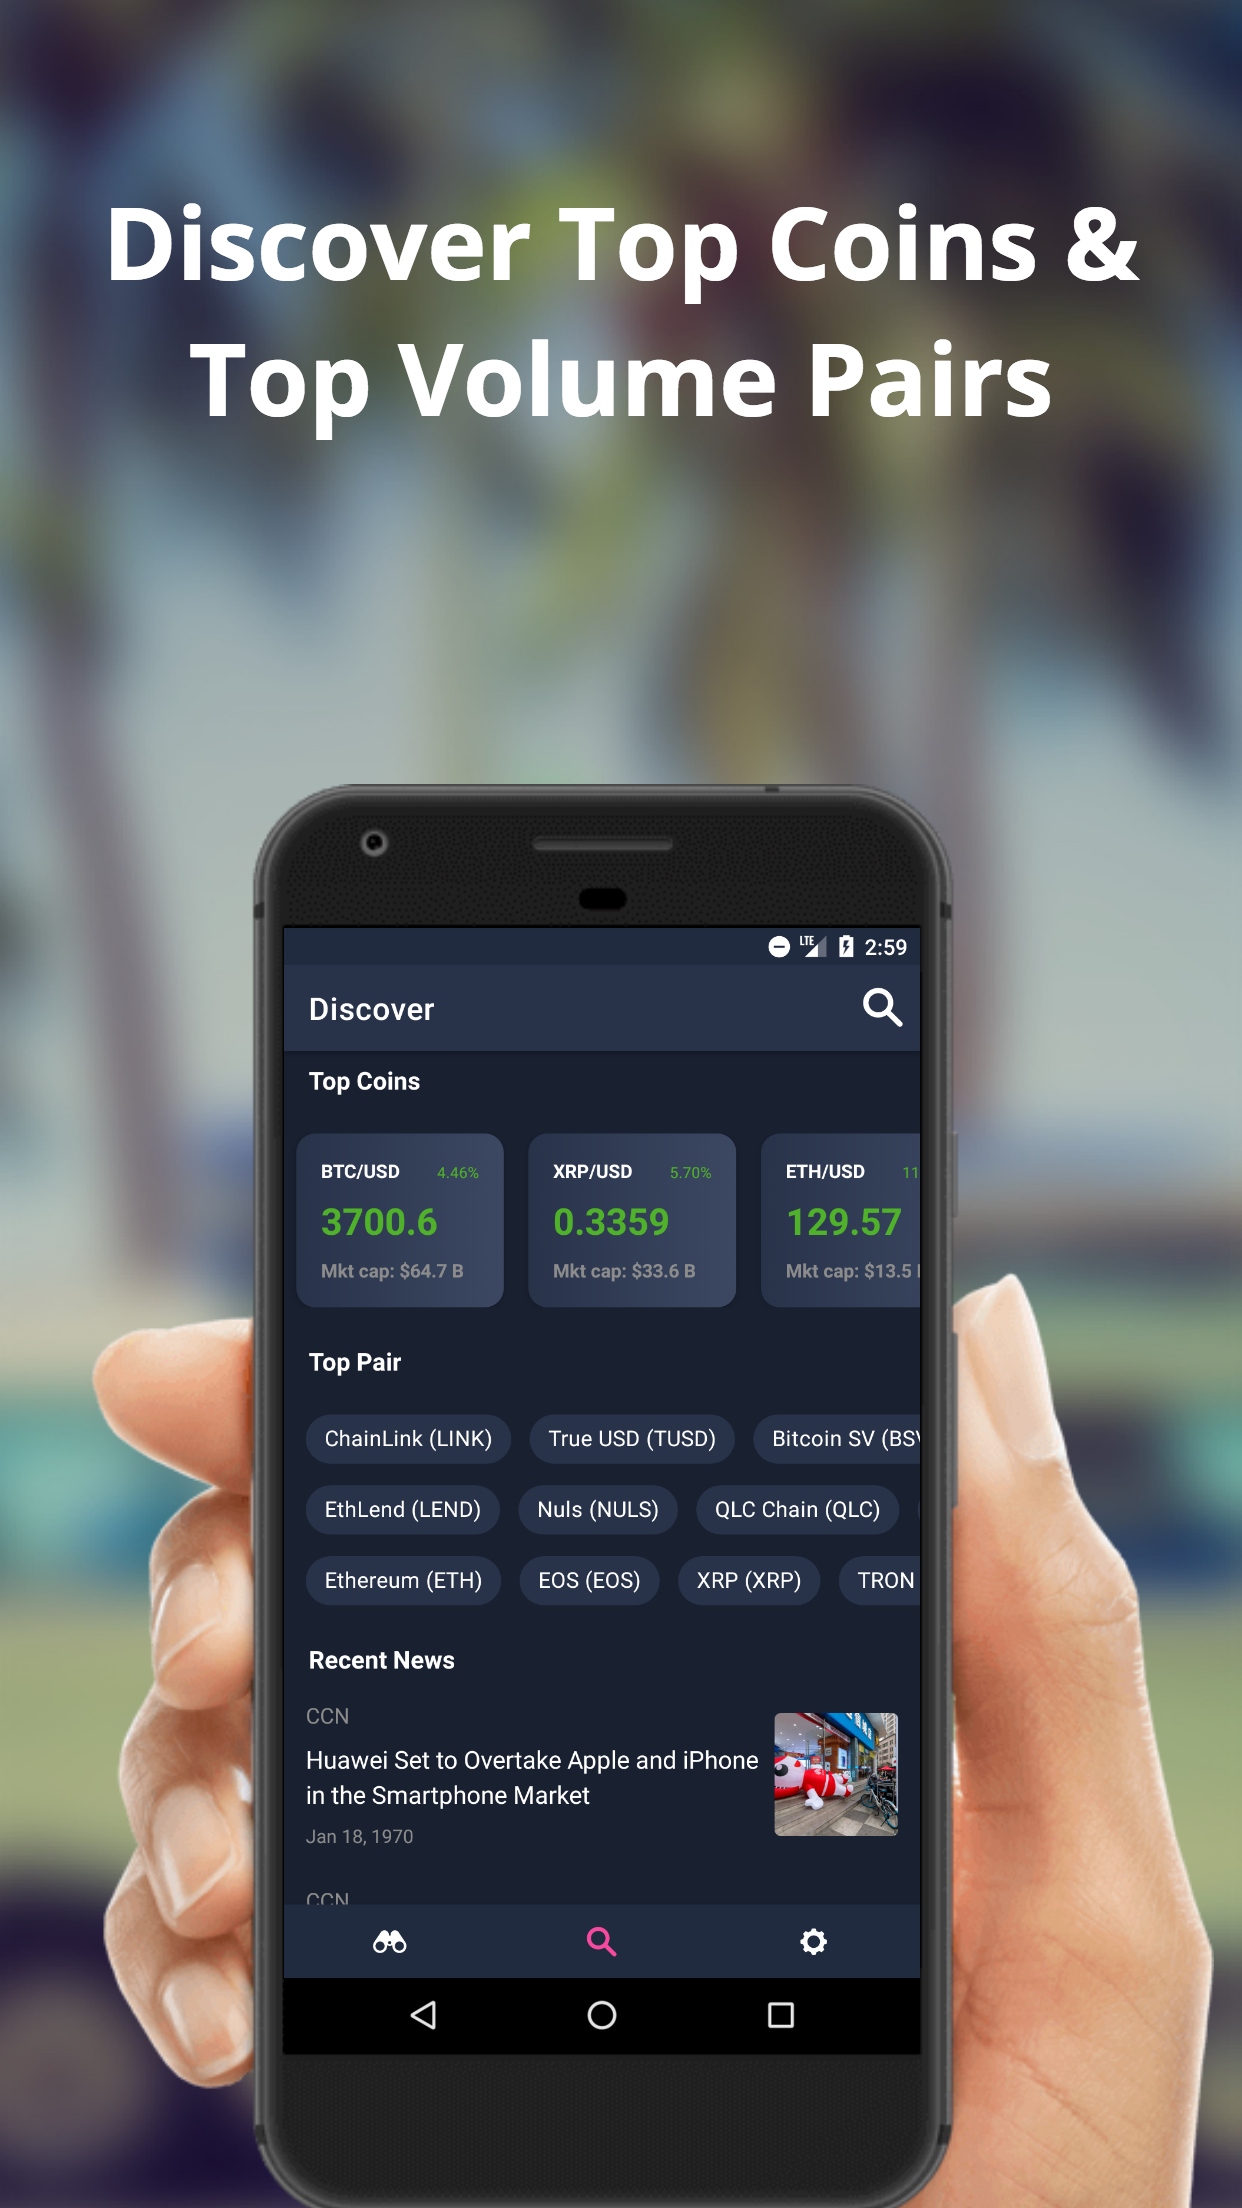 Discover Top Coins &
Top Volume Pairs
LTE 2:59
Discover
Top Coins
BTC/USD 4.46%
3700.6
Mkt cap: $64.7 B
XRP/USD 5.70%
0.3359
Mkt cap: $33.6 B
ETH/USD 11
129.57
Mkt cap: $13.5
Top Pair
ChainLink (LINK) True USD (TUSD) Bitcoin SV (BSV
EthLend (LEND) Nuls (NULS) QLC Chain (QLC)
Ethereum (ETH) EOS (EOS) XRP (XRP) TRON
Recent News
CCN
Huawei Set to Overtake Apple and iPhone
in the Smartphone Market
Jan 18, 1970
CCN